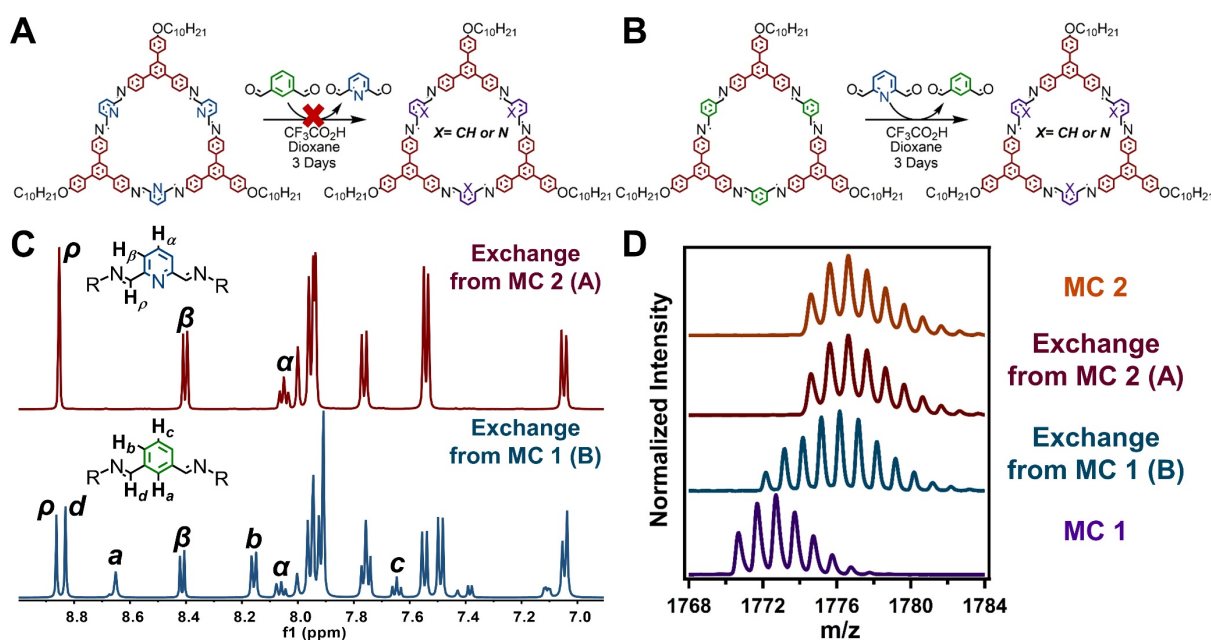 A
B
OC₁₀H₂₁
OC₁₀H₂₁
OC₁₀H₂₁
OC₁₀H₂₁
O O
O N O
CF₃CO₂H
Dioxane
3 Days
X= CH or N
O N O
O O
CF₃CO₂H
Dioxane
3 Days
X= CH or N
C₁₀H₂₁O
OC₁₀H₂₁
C₁₀H₂₁O
OC₁₀H₂₁
C₁₀H₂₁O
OC₁₀H₂₁
C₁₀H₂₁O
OC₁₀H₂₁
C
ρ
Hα
Hβ
R N N N R
Hρ
β
α
Exchange
from MC 2 (A)
Hc
Hb
R N N R
Hd Ha
Exchange
from MC 1 (B)
ρ d a β b α c
8.8 8.6 8.4 8.2 8.0 7.8 7.6 7.4 7.2 7.0
f1 (ppm)
D
Normalized Intensity
MC 2
Exchange
from MC 2 (A)
Exchange
from MC 1 (B)
MC 1
1768 1772 1776 1780 1784
m/z